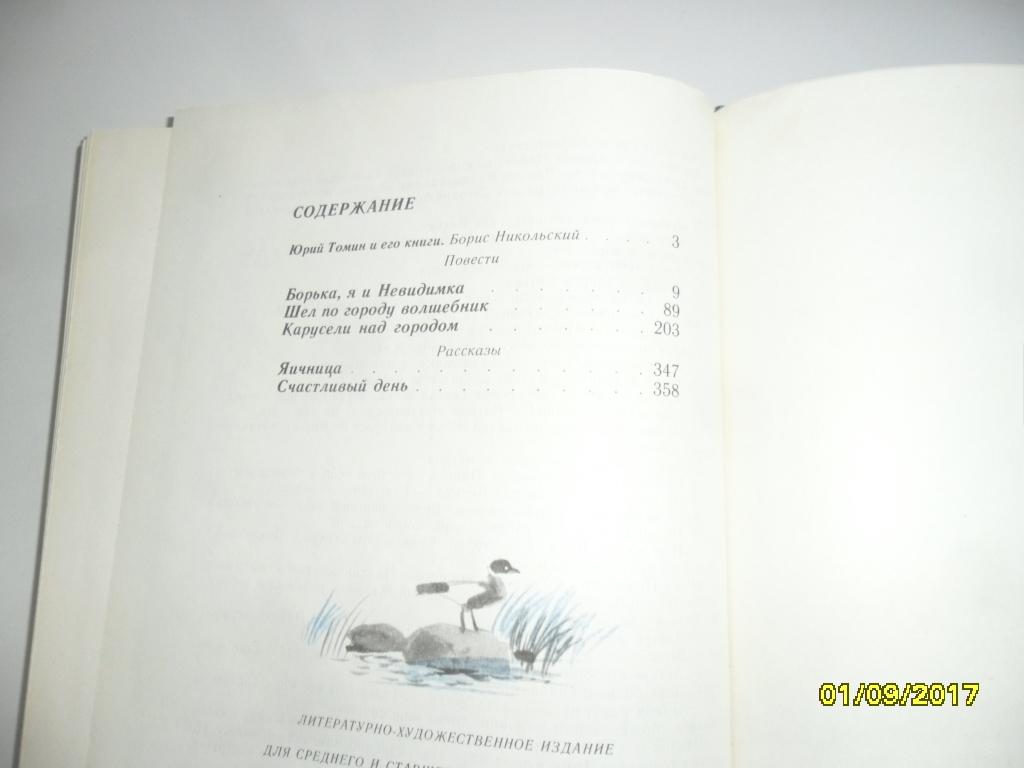 СОДЕРЖАНИЕ
Юрий Томин и его книги. Борис Никольский . . . . 3
Повести
Борька, я и Невидимка . . . . . . 9
Шел по городу волшебник . . . . . . 89
Карусели над городом . . . . . . 203
Рассказы
Яичница . . . . . . . . . . . . . 347
Счастливый день . . . . . . . . . . 358
ЛИТЕРАТУРНО-ХУДОЖЕСТВЕННОЕ ИЗДАНИЕ
ДЛЯ СРЕДНЕГО И
01/09/2017